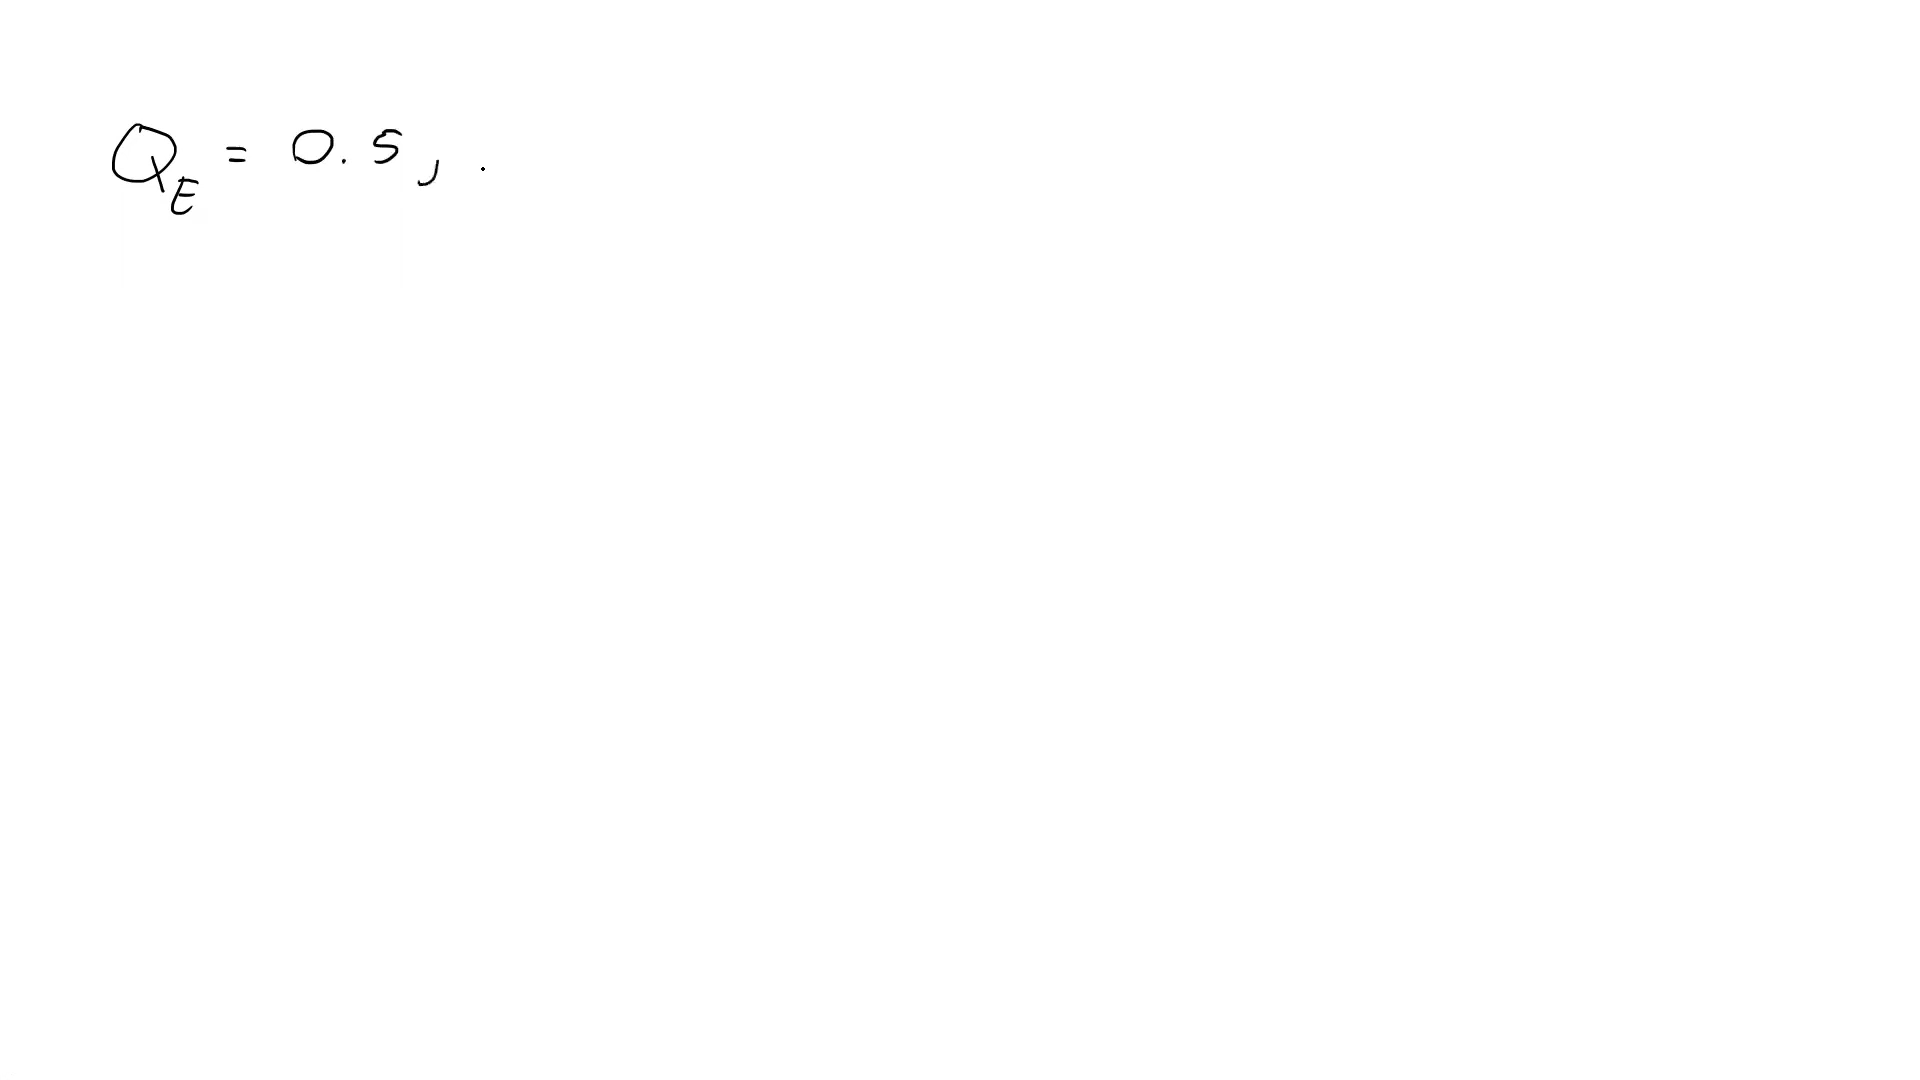 Q_E = 0.5, .